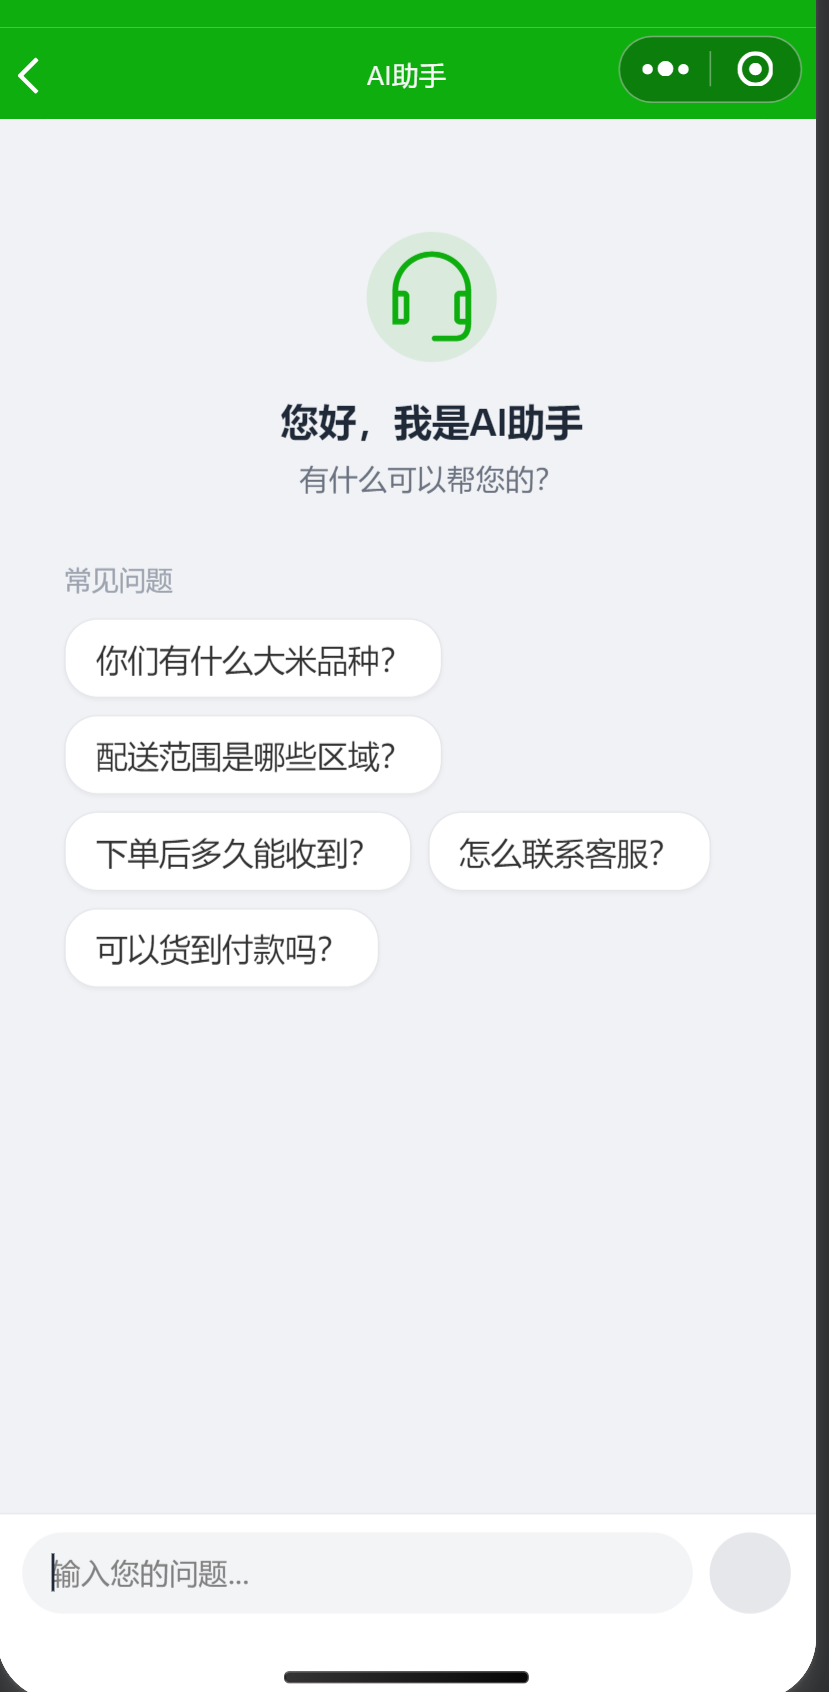 AI助手
您好，我是AI助手
有什么可以帮您的？
常见问题
你们有什么大米品种？
配送范围是哪些区域？
下单后多久能收到？
怎么联系客服？
可以货到付款吗？
输入您的问题...